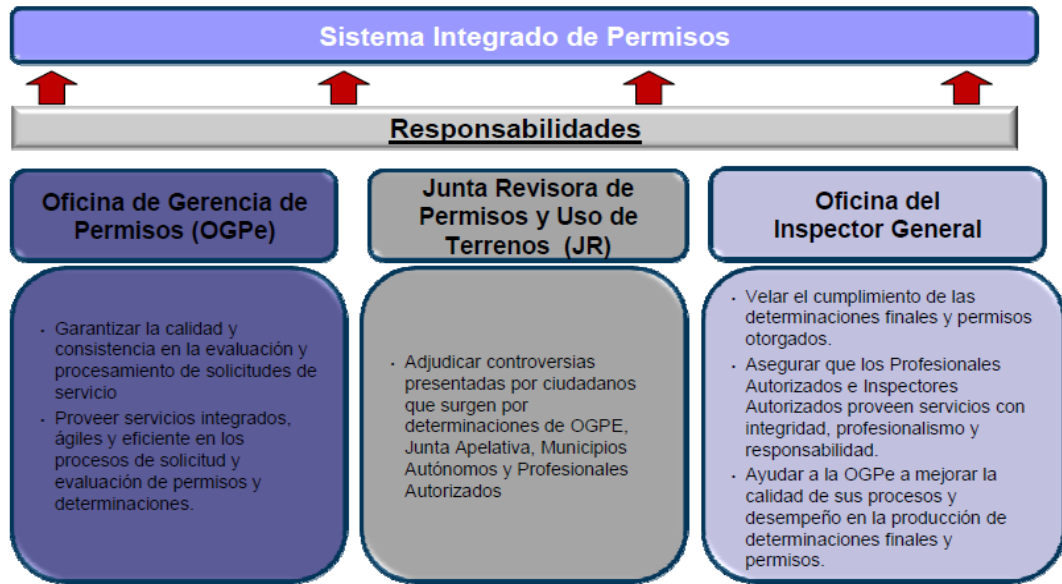 Sistema Integrado de Permisos
Responsabilidades
Oficina de Gerencia de
Permisos (OGPe)
· Garantizar la calidad y
consistencia en la evaluación y
procesamiento de solicitudes de
servicio
· Proveer servicios integrados,
ágiles y eficiente en los
procesos de solicitud y
evaluación de permisos y
determinaciones.
Junta Revisora de
Permisos y Uso de
Terrenos (JR)
· Adjudicar controversias
presentadas por ciudadanos
que surgen por
determinaciones de OGPE,
Junta Apelativa, Municipios
Autónomos y Profesionales
Autorizados
Oficina del
Inspector General
· Velar el cumplimiento de las
determinaciones finales y permisos
otorgados.
· Asegurar que los Profesionales
Autorizados e Inspectores
Autorizados proveen servicios con
integridad, profesionalismo y
responsabilidad.
· Ayudar a la OGPe a mejorar la
calidad de sus procesos y
desempeño en la producción de
determinaciones finales y
permisos.